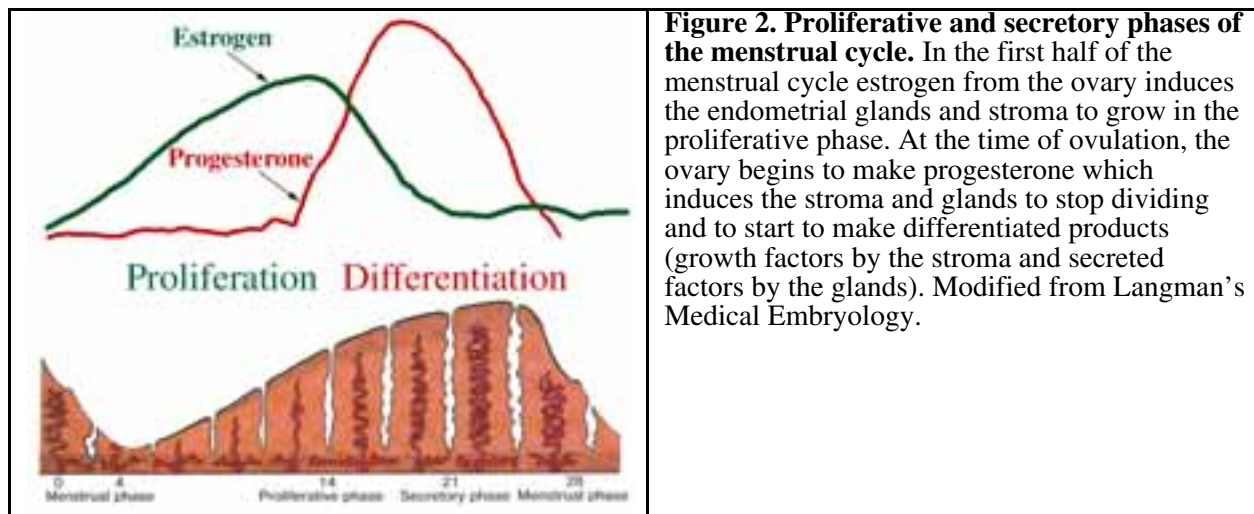 Estrogen
Progesterone
Proliferation Differentiation
0 4 14 21 28
Menstrual phase Proliferative phase Secretory phase Menstrual phase
Figure 2. Proliferative and secretory phases of
the menstrual cycle. In the first half of the
menstrual cycle estrogen from the ovary induces
the endometrial glands and stroma to grow in the
proliferative phase. At the time of ovulation, the
ovary begins to make progesterone which
induces the stroma and glands to stop dividing
and to start to make differentiated products
(growth factors by the stroma and secreted
factors by the glands). Modified from Langman’s
Medical Embryology.